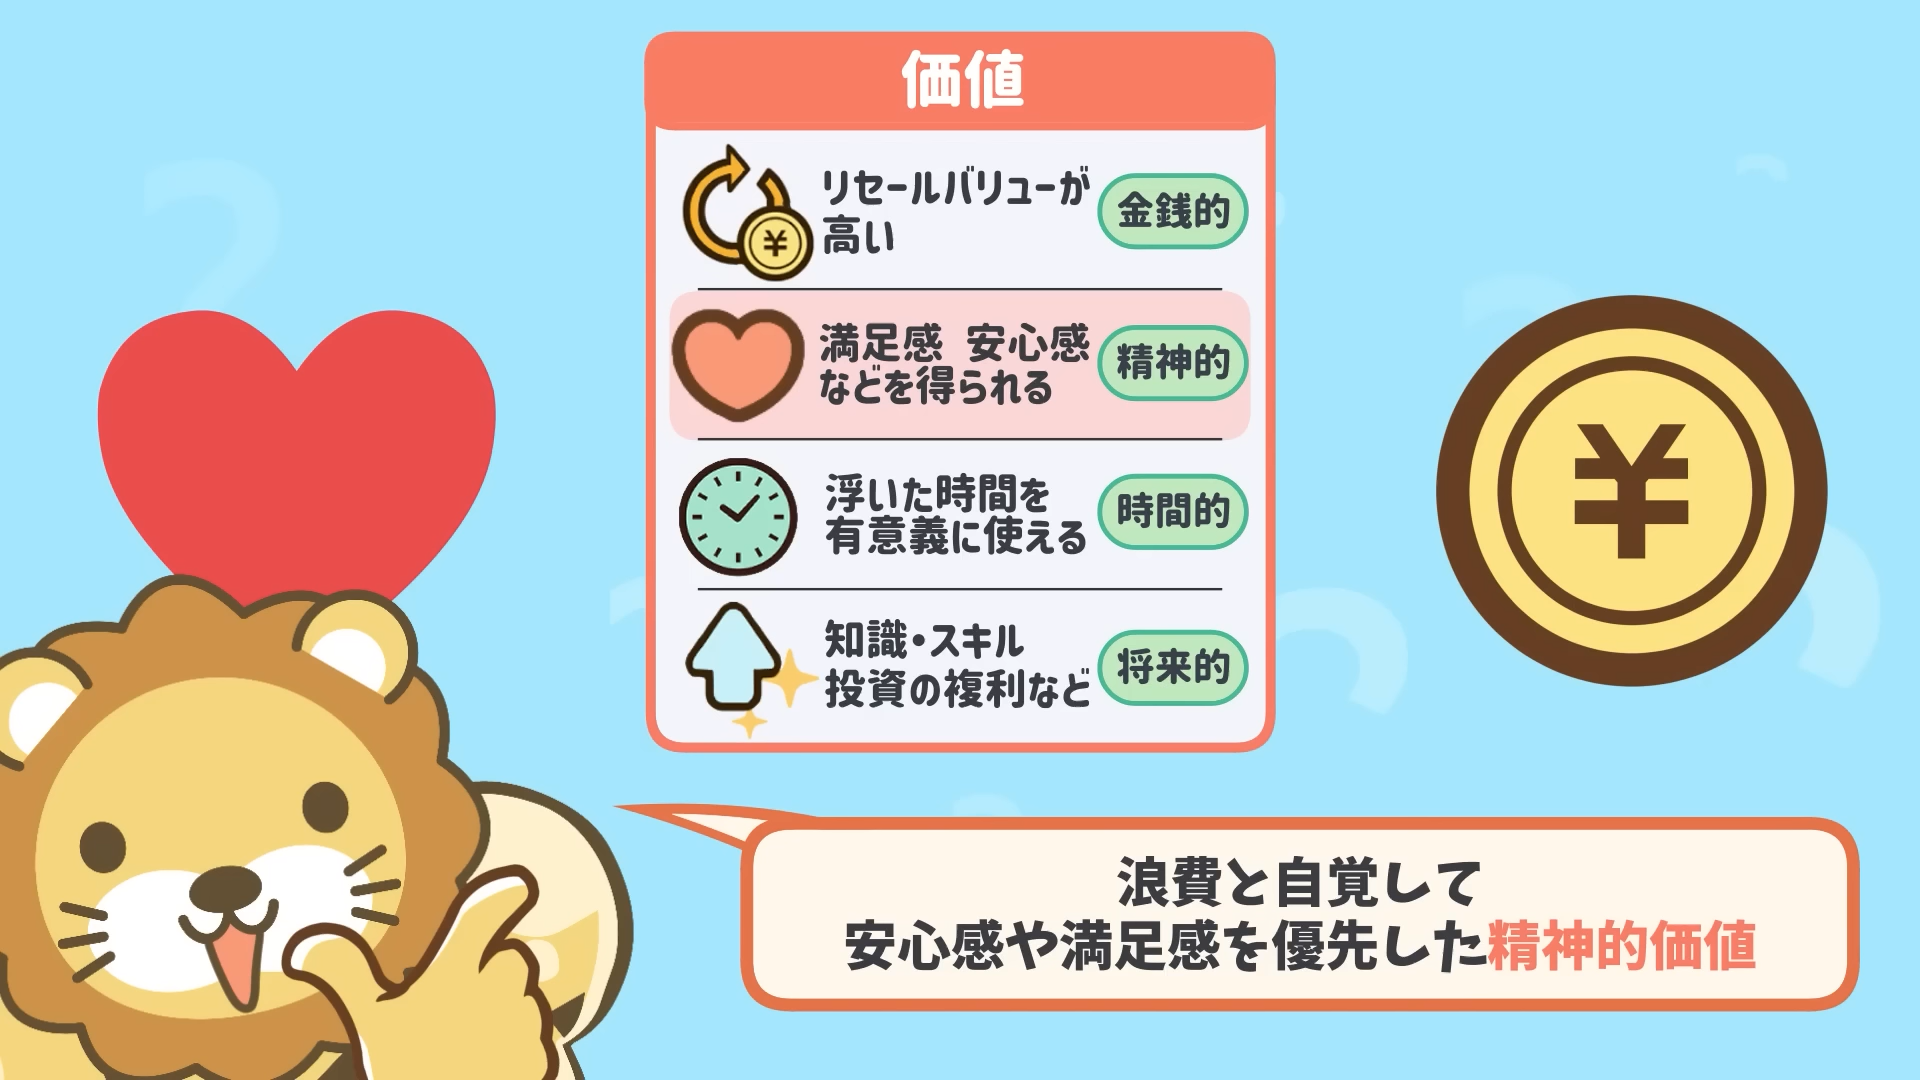 価値
リセールバリューが
高い
金銭的
満足感 安心感
などを得られる
精神的
浮いた時間を
有意義に使える
時間的
知識・スキル
投資の複利など
将来的
¥
¥
浪費と自覚して
安心感や満足感を優先した精神的価値